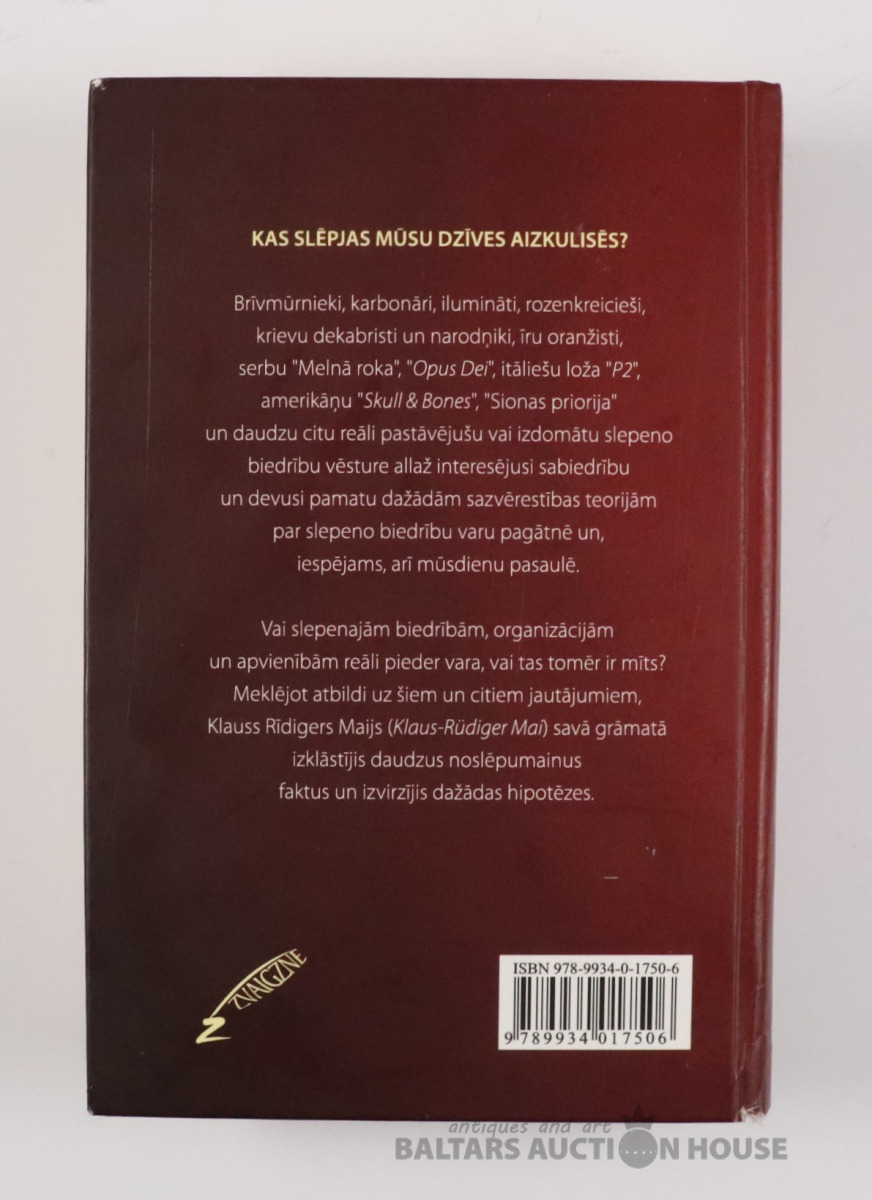 KAS SLĒPJAS MŪSU DZĪVES AIZKULISĒS?
Brīvmūrnieki, karbonāri, ilumināti, rozenkreicieši,
krievu dekabristi un narodņiki, īru oranžisti,
serbu "Melnā roka", "Opus Dei", itāliešu loža "P2",
amerikāņu "Skull & Bones", "Sionas priorija"
un daudzu citu reāli pastāvējušu vai izdomātu slepeno
biedrību vēsture allaž interesējusi sabiedrību
un devusi pamatu dažādām sazvērestības teorijām
par slepeno biedrību varu pagātnē un,
iespējams, arī mūsdienu pasaulē.
Vai slepenajām biedrībām, organizācijām
un apvienībām reāli pieder vara, vai tas tomēr ir mīts?
Meklējot atbildi uz šiem un citiem jautājumiem,
Klauss Rīdigers Maijs (Klaus-Rüdiger Mai) savā grāmatā
izklāstījis daudzus noslēpumainus
faktus un izvirzījis dažādas hipotēzes.
ZVAIGZNE
ISBN 978-9934-0-1750-6
9 789934 017506
antiques and art
BALTARS AUCTION HOUSE